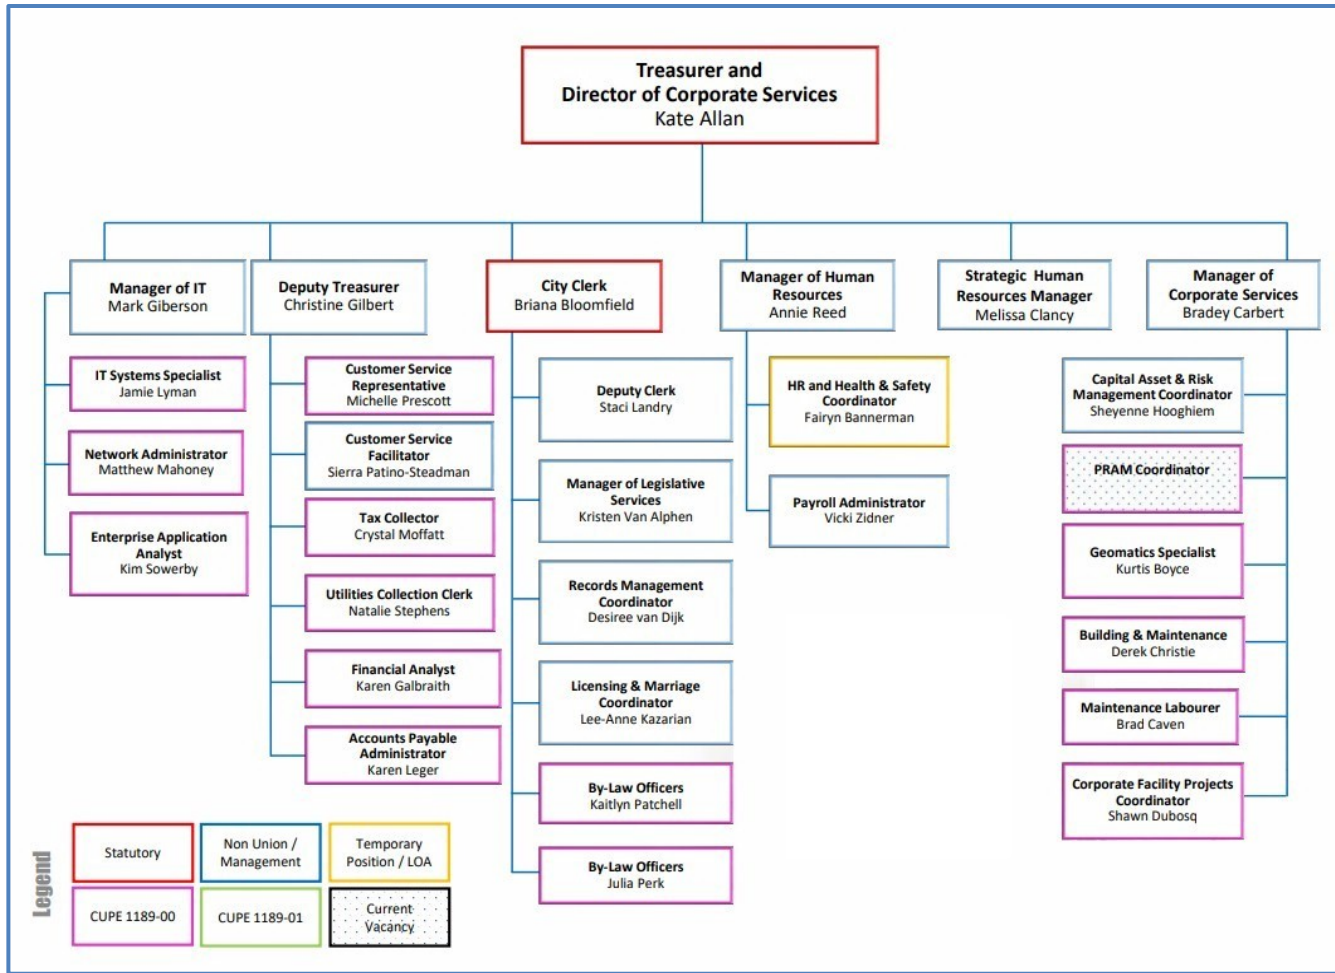 Treasurer and
Director of Corporate Services
Kate Allan
Manager of IT
Mark Giberson
Deputy Treasurer
Christine Gilbert
City Clerk
Briana Bloomfield
Manager of Human
Resources
Annie Reed
Strategic Human
Resources Manager
Melissa Clancy
Manager of
Corporate Services
Bradey Carbert
IT Systems Specialist
Jamie Lyman
Network Administrator
Matthew Mahoney
Enterprise Application
Analyst
Kim Sowerby
Customer Service
Representative
Michelle Prescott
Customer Service
Facilitator
Sierra Patino-Steadman
Tax Collector
Crystal Moffatt
Utilities Collection Clerk
Natalie Stephens
Financial Analyst
Karen Galbraith
Accounts Payable
Administrator
Karen Leger
Deputy Clerk
Staci Landry
Manager of Legislative
Services
Kristen Van Alphen
Records Management
Coordinator
Desiree van Dijk
Licensing & Marriage
Coordinator
Lee-Anne Kazarian
By-Law Officers
Kaitlyn Patchell
By-Law Officers
Julia Perk
HR and Health & Safety
Coordinator
Fairyn Bannerman
Payroll Administrator
Vicki Zidner
Capital Asset & Risk
Management Coordinator
Sheyenne Hooghiem
PRAM Coordinator
Geomatics Specialist
Kurtis Boyce
Building & Maintenance
Derek Christie
Maintenance Labourer
Brad Caven
Corporate Facility Projects
Coordinator
Shawn Dubosq
Legend
Statutory
Non Union /
Management
Temporary
Position / LOA
CUPE 1189-00
CUPE 1189-01
Current
Vacancy